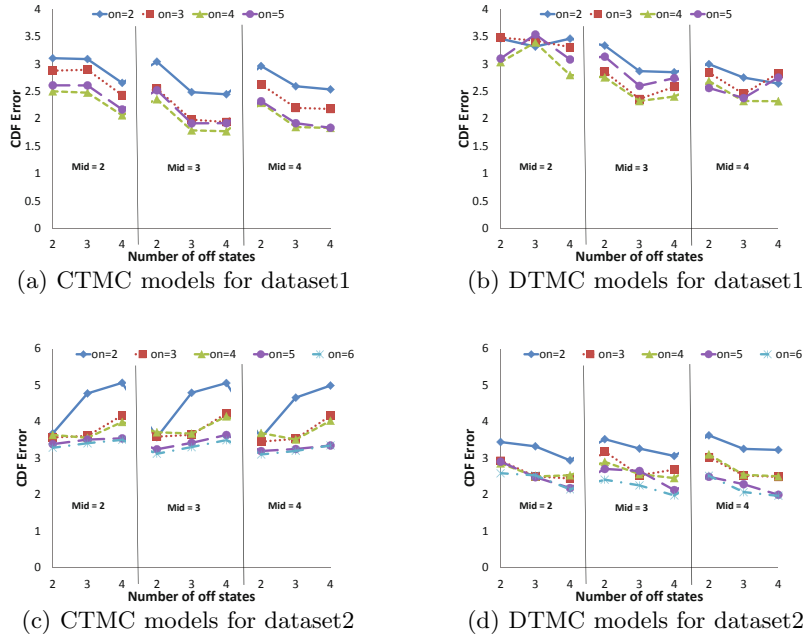 on=2 on=3 on=4 on=5
4
3.5
3
2.5
2
1.5
1
0.5
0
CDF Error
Mid = 2 Mid = 3 Mid = 4
2 3 4 2 3 4 2 3 4
Number of off states
(a) CTMC models for dataset1
on=2 on=3 on=4 on=5
4
3.5
3
2.5
2
1.5
1
0.5
0
CDF Error
Mid = 2 Mid = 3 Mid = 4
2 3 4 2 3 4 2 3 4
Number of off states
(b) DTMC models for dataset1
on=2 on=3 on=4 on=5 on=6
6
5
4
3
2
1
0
CDF Error
Mid = 2 Mid = 3 Mid = 4
2 3 4 2 3 4 2 3 4
Number of off states
(c) CTMC models for dataset2
on=2 on=3 on=4 on=5 on=6
6
5
4
3
2
1
0
CDF Error
Mid = 2 Mid = 3 Mid = 4
2 3 4 2 3 4 2 3 4
Number of off states
(d) DTMC models for dataset2